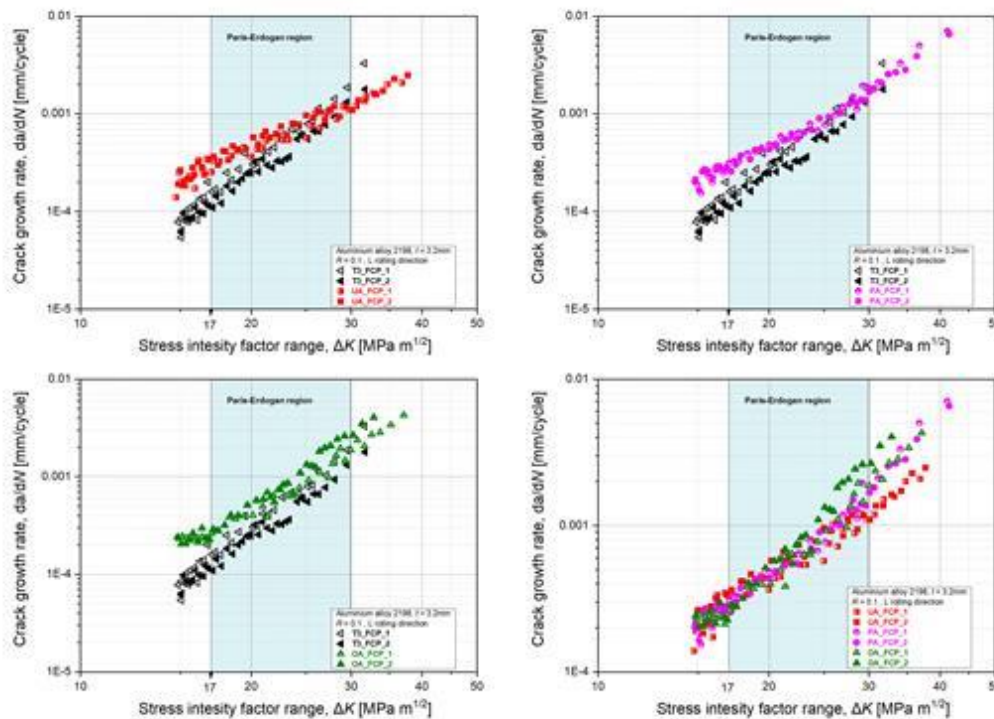 0.01
Paris-Erdogan region
0.001
1E-4
1E-5
Crack growth rate, da/dN [mm/cycle]
Aluminium alloy 2198, t = 3.2mm
R = 0.1 , L rolling direction
T3_FCP_1
T3_FCP_2
UA_FCP_1
UA_FCP_2
10 17 20 30 40 50
Stress intesity factor range, ΔK [MPa m1/2]
0.01
Paris-Erdogan region
0.001
1E-4
1E-5
Crack growth rate, da/dN [mm/cycle]
Aluminium alloy 2198, t = 3.2mm
R = 0.1 , L rolling direction
T3_FCP_1
T3_FCP_2
PA_FCP_1
PA_FCP_2
10 17 20 30 40 50
Stress intesity factor range, ΔK [MPa m1/2]
0.01
Paris-Erdogan region
0.001
1E-4
1E-5
Crack growth rate, da/dN [mm/cycle]
Aluminium alloy 2198, t = 3.2mm
R = 0.1 , L rolling direction
T3_FCP_1
T3_FCP_2
OA_FCP_1
OA_FCP_2
10 17 20 30 40 50
Stress intesity factor range, ΔK [MPa m1/2]
0.01
Paris-Erdogan region
0.001
1E-4
Crack growth rate, da/dN [mm/cycle]
Aluminium alloy 2198, t = 3.2mm
R = 0.1 , L rolling direction
UA_FCP_1
UA_FCP_2
PA_FCP_1
PA_FCP_2
OA_FCP_1
OA_FCP_2
10 17 20 30 40 50
Stress intesity factor range, ΔK [MPa m1/2]